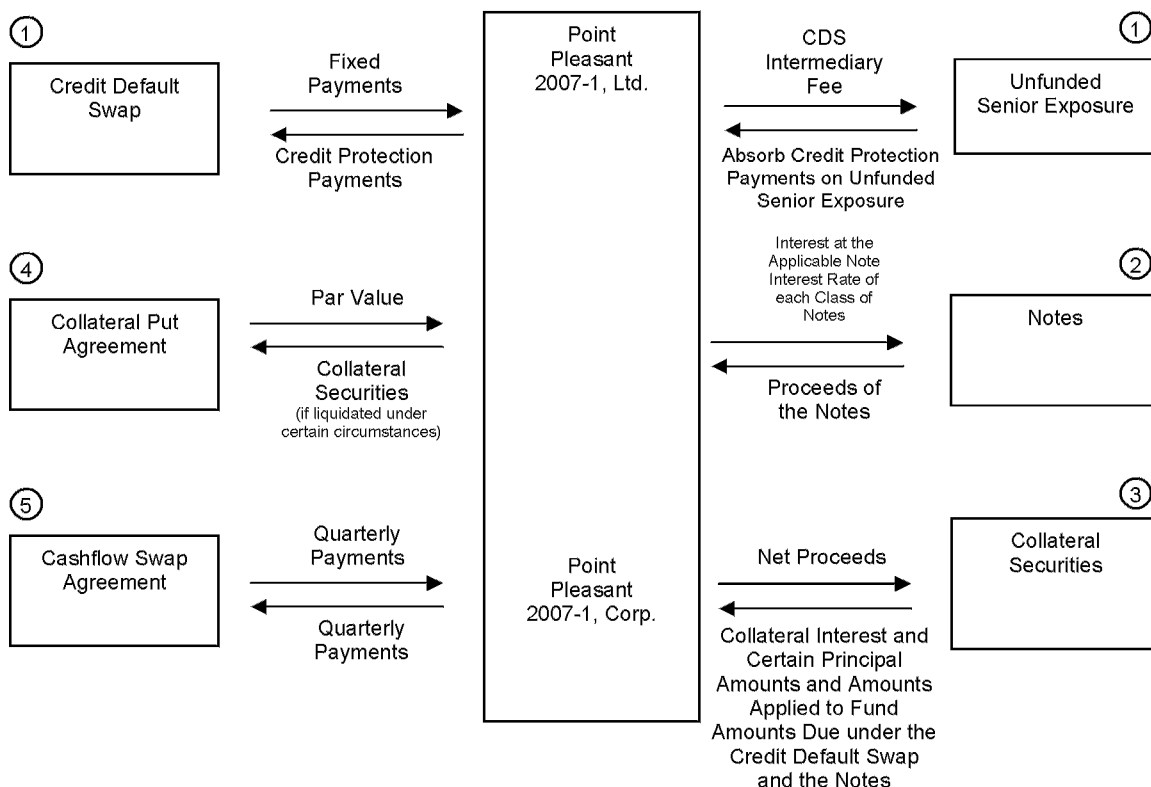 1
Credit Default
Swap
Fixed
Payments
Credit Protection
Payments
Point
Pleasant
2007-1, Ltd.
CDS
Intermediary
Fee
Absorb Credit Protection
Payments on Unfunded
Senior Exposure
1
Unfunded
Senior Exposure
4
Collateral Put
Agreement
Par Value
Collateral
Securities
(if liquidated under
certain circumstances)
Interest at the
Applicable Note
Interest Rate of
each Class of
Notes
Proceeds of
the Notes
2
Notes
5
Cashflow Swap
Agreement
Quarterly
Payments
Quarterly
Payments
Point
Pleasant
2007-1, Corp.
Net Proceeds
Collateral Interest and
Certain Principal
Amounts and Amounts
Applied to Fund
Amounts Due under the
Credit Default Swap
and the Notes
3
Collateral
Securities